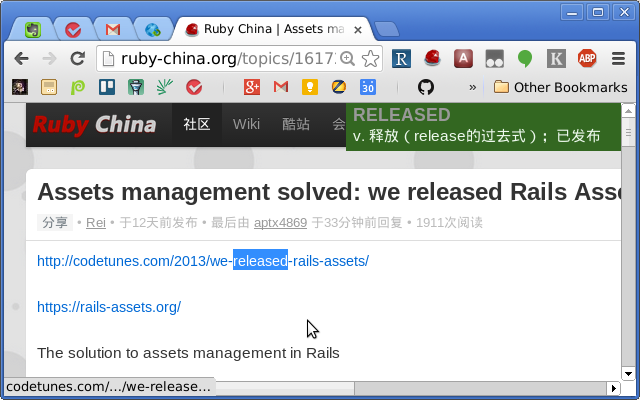 Ruby China | Assets ma
ruby-china.org/topics/1617
Other Bookmarks
Ruby China
社区
Wiki
酷站
会
RELEASED
v. 释放（release的过去式）；已发布
Assets management solved: we released Rails Asse
分享 • Rei • 于12天前发布 • 最后由 aptx4869 于33分钟前回复 • 1911次阅读
http://codetunes.com/2013/we-released-rails-assets/
https://rails-assets.org/
The solution to assets management in Rails
codetunes.com/…/we-release…